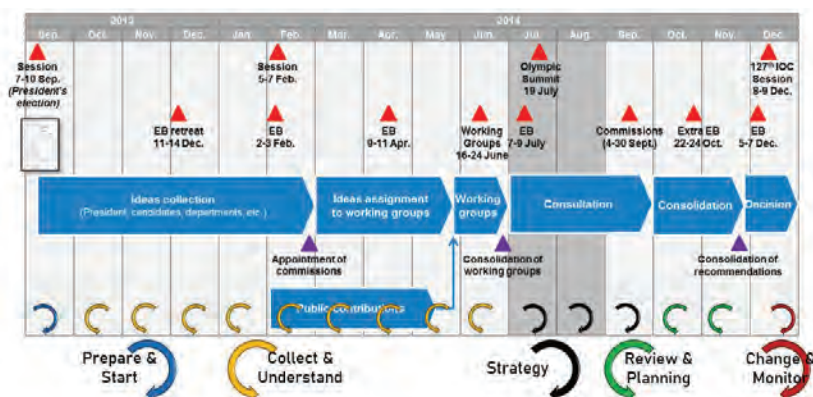 2013 2014
Sep. Oct. Nov. Dec. Jan. Feb. Mar. Apr. May Jun. Jul. Aug. Sep. Oct. Nov. Dec.
Session
7-10 Sep.
(President's
election)
Session
5-7 Feb.
Olympic
Summit
19 July
127th IOC
Session
8-9 Dec.
EB retreat
11-14 Dec.
EB
2-3 Feb.
EB
9-11 Apr.
Working
Groups
16-24 June
EB
7-9 July
Commissions
(4-30 Sept.)
Extra EB
22-24 Oct.
EB
5-7 Dec.
Ideas collection
(President, candidates, departments, etc.)
Ideas assignment
to working groups
Working
groups
Consultation
Consolidation
Decision
Appointment of
commissions
Consolidation of
working groups
Consolidation of
recommendations
Public contributions
Prepare &
Start
Collect &
Understand
Strategy
Review &
Planning
Change &
Monitor